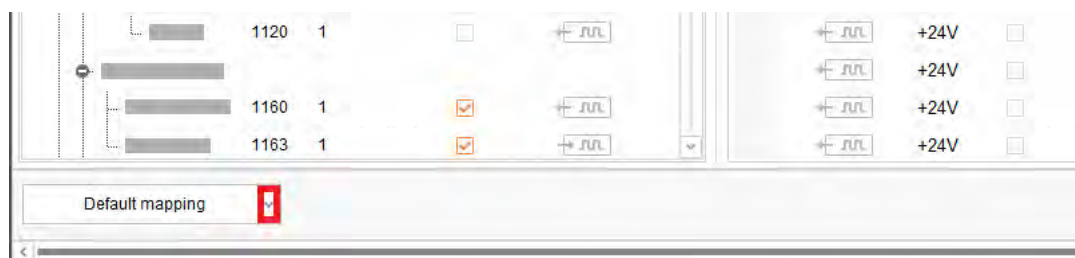 1120 1 +24V
+24V
1160 1 +24V
1163 1 +24V
Default mapping